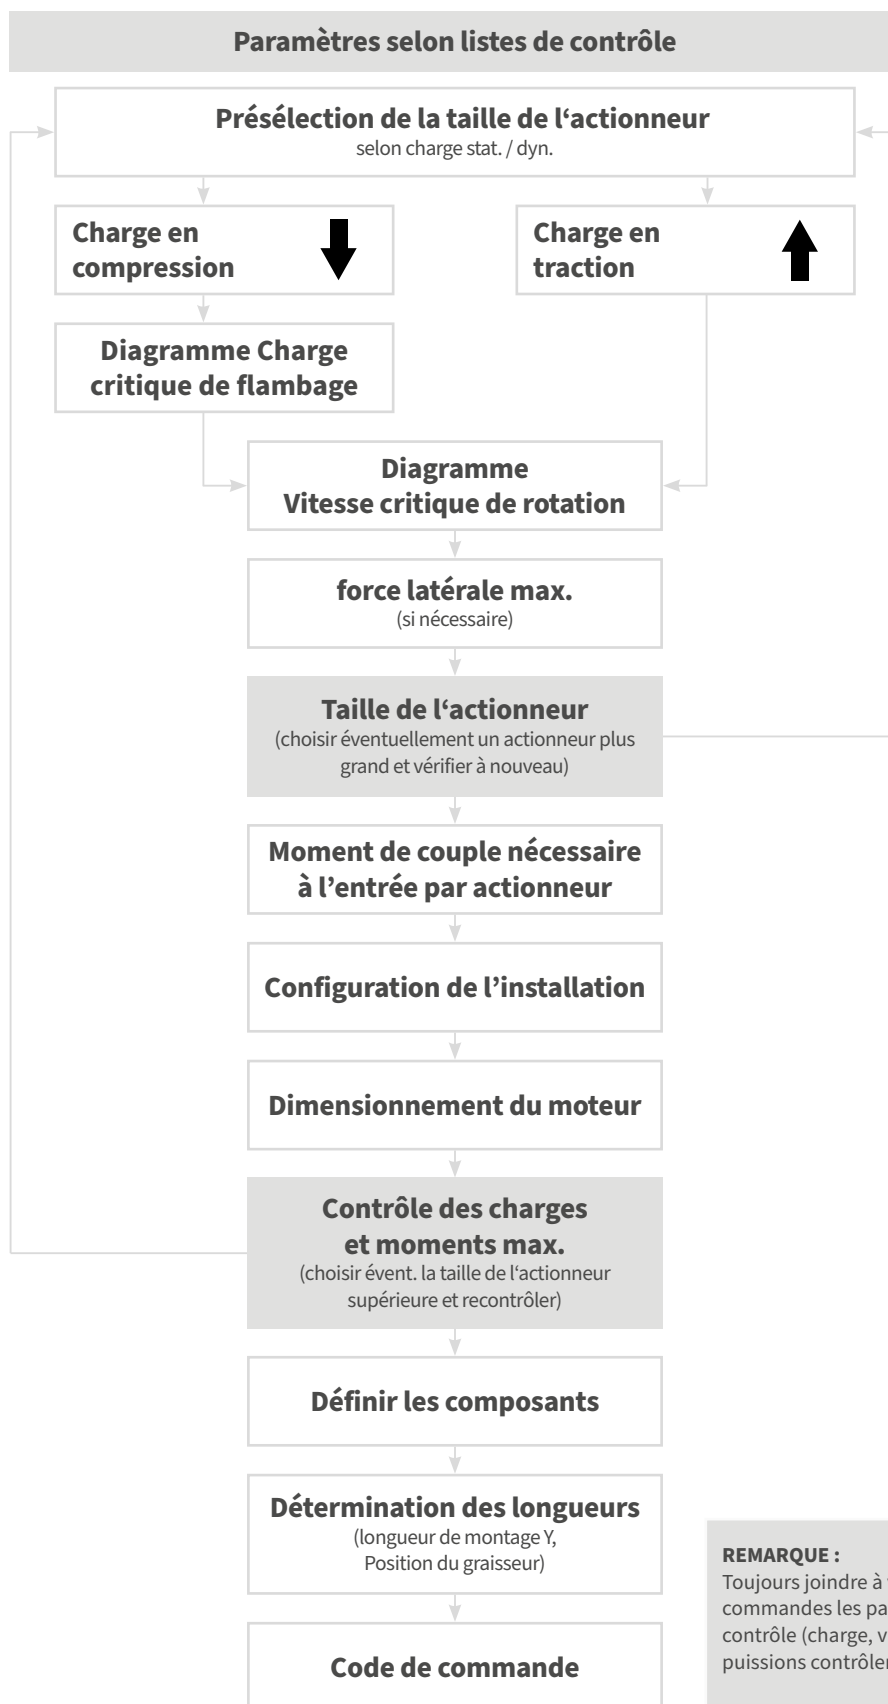 Paramètres selon listes de contrôle
Présélection de la taille de l‘actionneur
selon charge stat. / dyn.
Charge en
compression
Charge en
traction
Diagramme Charge
critique de flambage
Diagramme
Vitesse critique de rotation
force latérale max.
(si nécessaire)
Taille de l‘actionneur
(choisir éventuellement un actionneur plus
grand et vérifier à nouveau)
Moment de couple nécessaire
à l’entrée par actionneur
Configuration de l’installation
Dimensionnement du moteur
Contrôle des charges
et moments max.
(choisir évent. la taille de l‘actionneur
supérieure et recontrôler)
Définir les composants
Détermination des longueurs
(longueur de montage Y,
Position du graisseur)
Code de commande
REMARQUE :
Toujours joindre à
commandes les
contrôle (charge,
puissions